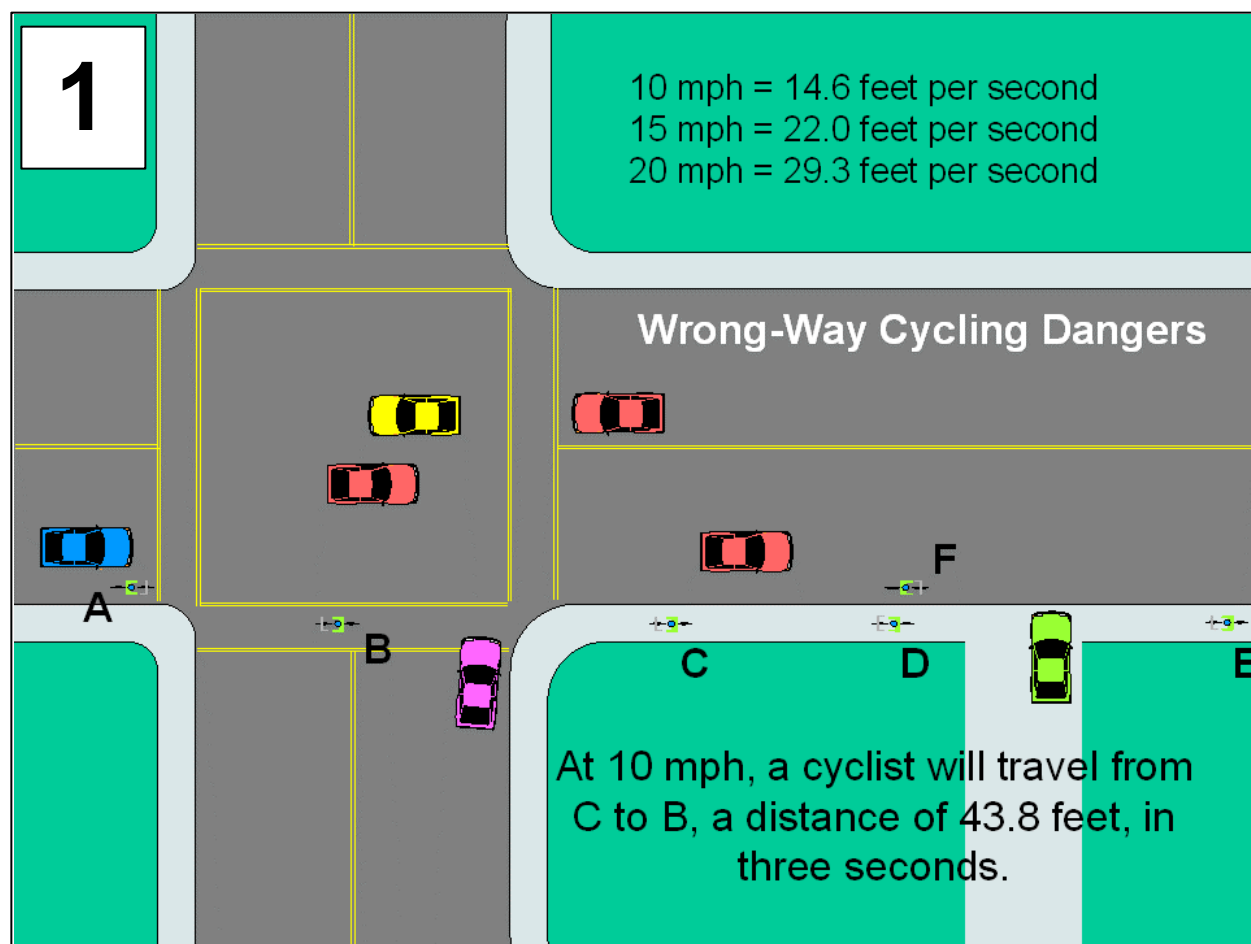 1
10 mph = 14.6 feet per second
15 mph = 22.0 feet per second
20 mph = 29.3 feet per second
Wrong-Way Cycling Dangers
F
A
B
C
D
E
At 10 mph, a cyclist will travel from
C to B, a distance of 43.8 feet, in
three seconds.